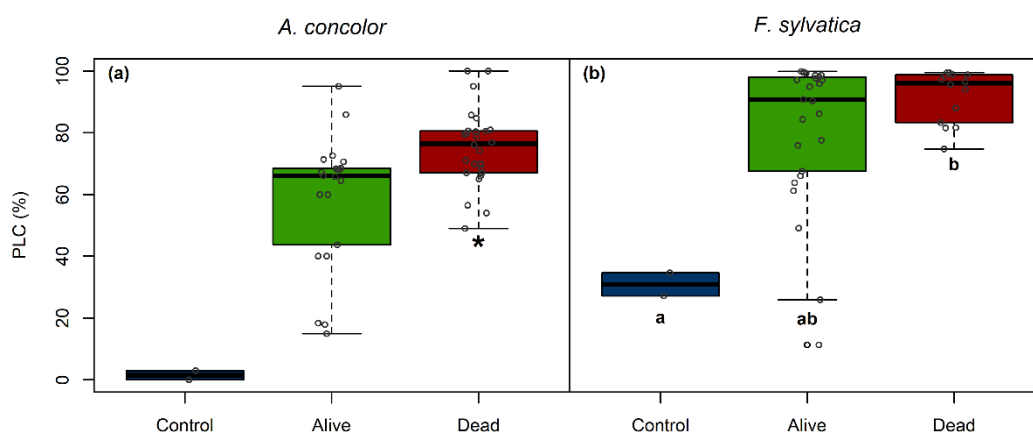 A. concolor
F. sylvatica
(a)
(b)
PLC (%)
100
80
60
40
20
0
*
a
ab
b
Control
Alive
Dead
Control
Alive
Dead